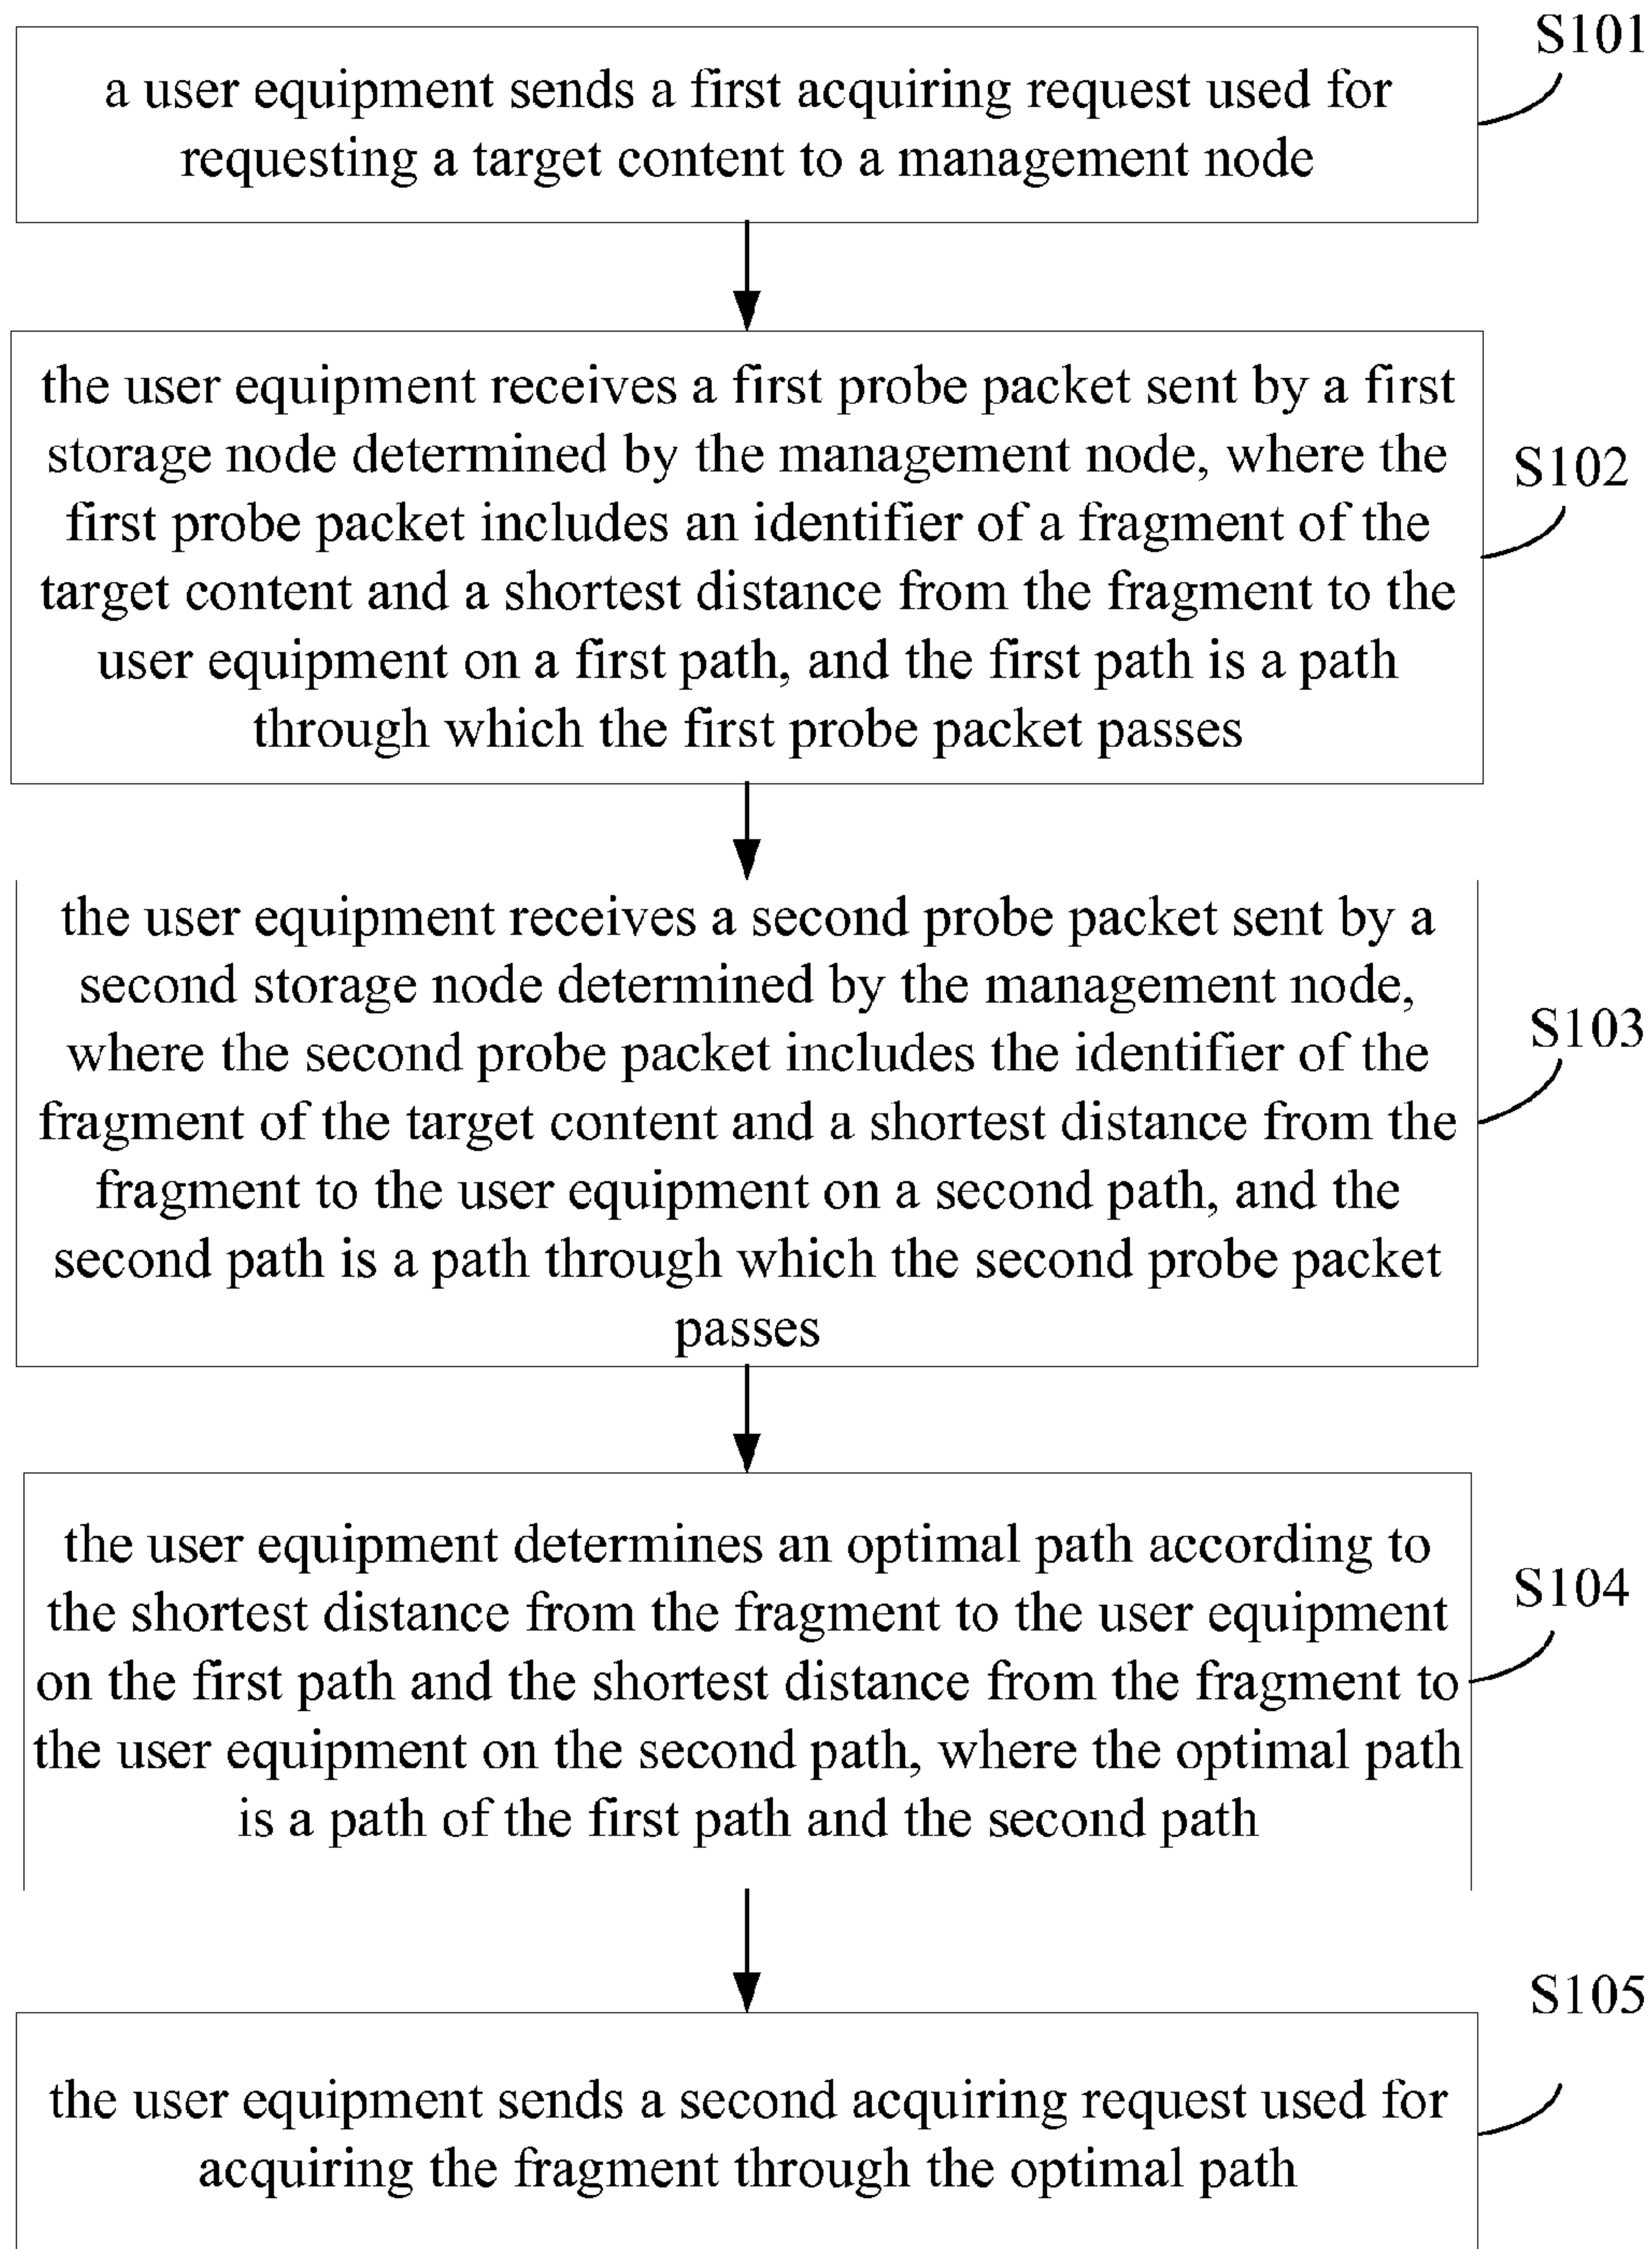 S101
a user equipment sends a first acquiring request used for
requesting a target content to a management node
the user equipment receives a first probe packet sent by a first
storage node determined by the management node, where the
first probe packet includes an identifier of a fragment of the
target content and a shortest distance from the fragment to the
user equipment on a first path, and the first path is a path
through which the first probe packet passes
S102
the user equipment receives a second probe packet sent by a
second storage node determined by the management node,
where the second probe packet includes the identifier of the
fragment of the target content and a shortest distance from the
fragment to the user equipment on a second path, and the
second path is a path through which the second probe packet
passes
S103
the user equipment determines an optimal path according to
the shortest distance from the fragment to the user equipment
on the first path and the shortest distance from the fragment to
the user equipment on the second path, where the optimal path
is a path of the first path and the second path
S104
S105
the user equipment sends a second acquiring request used for
acquiring the fragment through the optimal path